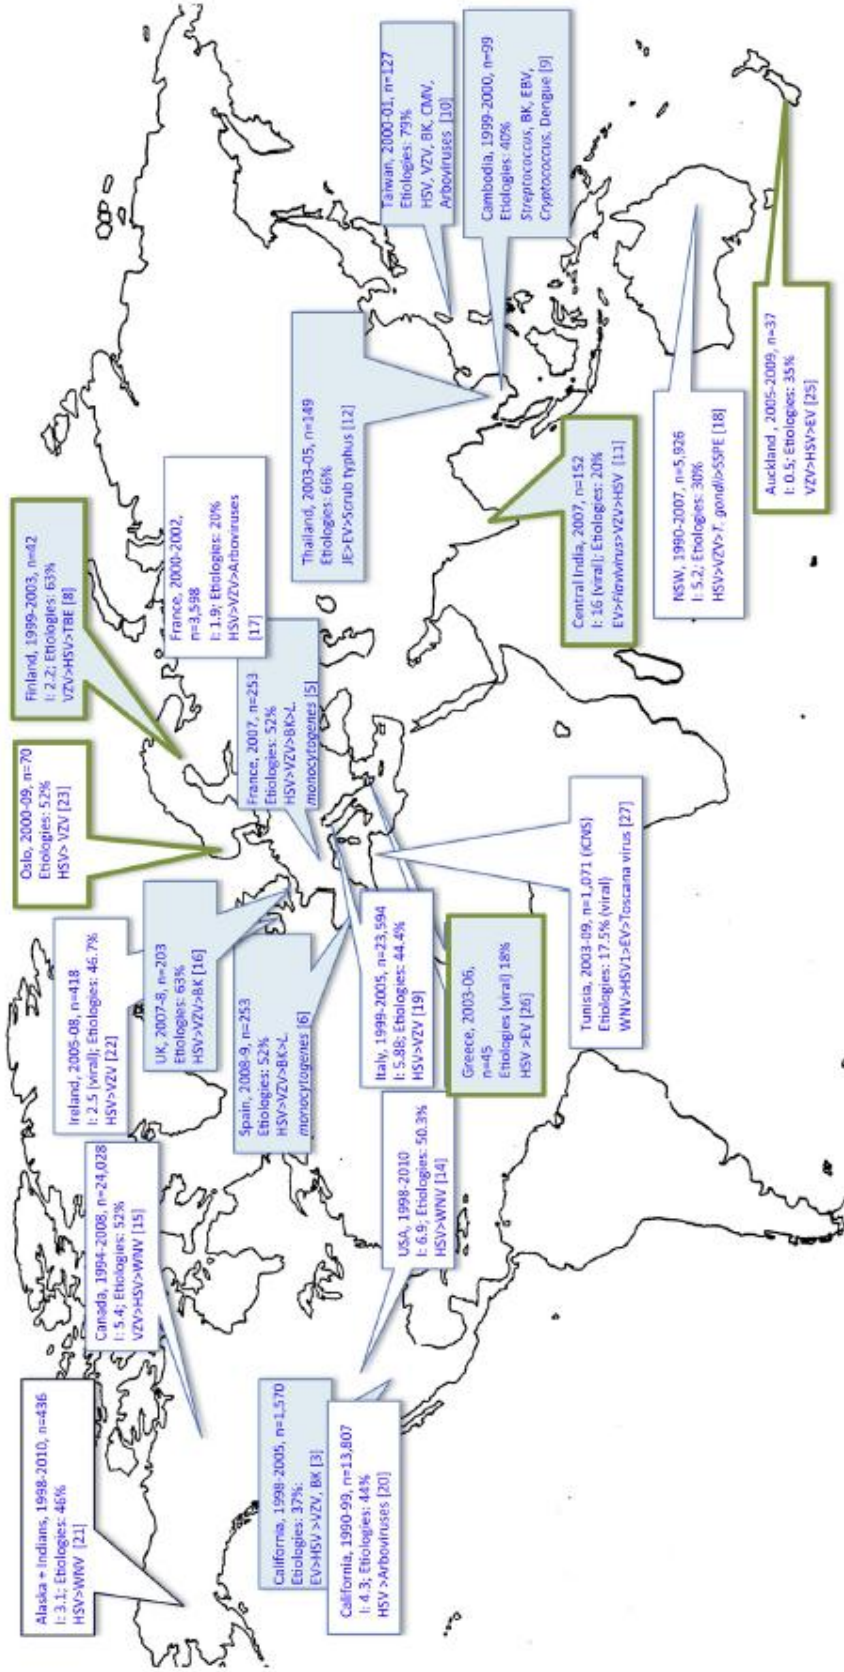 Alaska + Indians, 1998-2010, n=436
I: 3.1; Etiologies: 46%
HSV>WNV [21]
Canada, 1994-2008, n=24,028
I: 5.4; Etiologies: 52%
VZV>HSV>WNV [15]
California, 1998-2005, n=1,570
Etiologies: 37%:
EV>HSV >VZV, BK [3]
California, 1990-99, n=13,807
I: 4.3; Etiologies: 44%
HSV >Arboviruses [20]
USA, 1998-2010
I: 6.9; Etiologies: 50.3%
HSV>WNV [14]
Ireland, 2005-08, n=418
I: 2.5 (viral); Etiologies: 46.7%
HSV>VZV [22]
UK, 2007-8, n=203
Etiologies: 63%
HSV>VZV>BK [16]
Spain, 2008-9, n=253
Etiologies: 52%
HSV>VZV>BK>L.
monocytogenes [6]
Italy, 1999-2005, n=23,594
I: 5.88; Etiologies: 44.4%
HSV>VZV [19]
Greece, 2003-06,
n=45
Etiologies (viral) 18%
HSV >EV [26]
Tunisia, 2003-09, n=1,071 (iCNS)
Etiologies: 17.5% (viral)
WNV>HSV1>EV>Toscana virus [27]
Oslo, 2000-09, n=70
Etiologies: 52%
HSV> VZV [23]
Finland, 1999-2003, n=42
I: 2.2; Etiologies: 63%
VZV>HSV>TBE [8]
France, 2000-2002,
n=3,598
I: 1.9; Etiologies: 20%
HSV>VZV>Arboviruses
[17]
France, 2007, n=253
Etiologies: 52%
HSV>VZV>BK>L.
monocytogenes [5]
Thailand, 2003-05, n=149
Etiologies: 66%
JE>EV>Scrub typhus [12]
Central India, 2007, n=152
I: 16 (viral); Etiologies: 20%
EV>Flavivirus>VZV>HSV [11]
Taiwan, 2000-01, n=127
Etiologies: 79%
HSV, VZV, BK, CMV,
Arboviruses [10]
Cambodia, 1999-2000, n=99
Etiologies: 40%
Streptococcus, BK, EBV,
Cryptococcus, Dengue [9]
NSW, 1990-2007, n=5,926
I: 5.2; Etiologies: 30%
HSV>VZV>T. gondii>SSPE [18]
Auckland , 2005-2009, n=37
I: 0.5; Etiologies: 35%
VZV>HSV>EV [25]